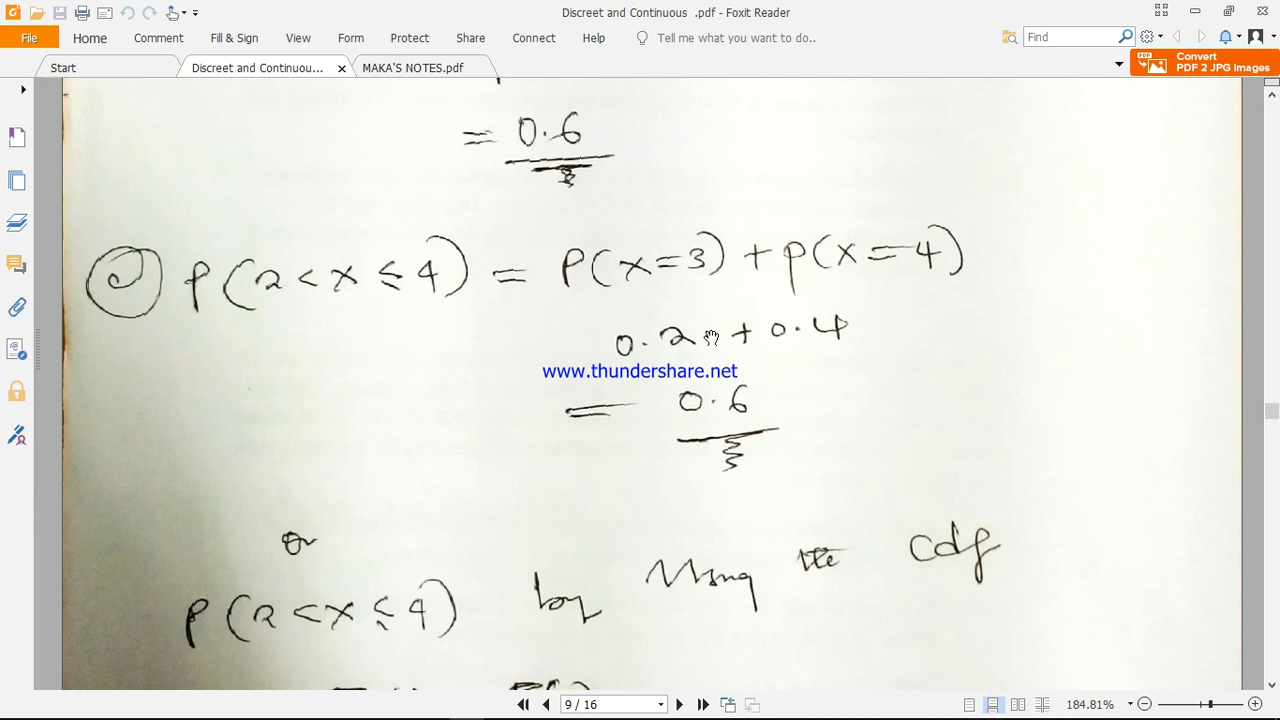 Discreet and Continuous .pdf - Foxit Reader
File Home Comment Fill & Sign View Form Protect Share Connect Help Tell me what you want to do.. Find
Start Discreet and Continuou... MAKA'S NOTES.pdf Convert
PDF 2 JPG Images
= 0.6
c P(2<x≤4) = P(x=3)+P(x=4)
0.2 + 0.4
www.thundershare.net
= 0.6
or
P(2<x≤4) by Using the cdf
9 / 16 184.81%